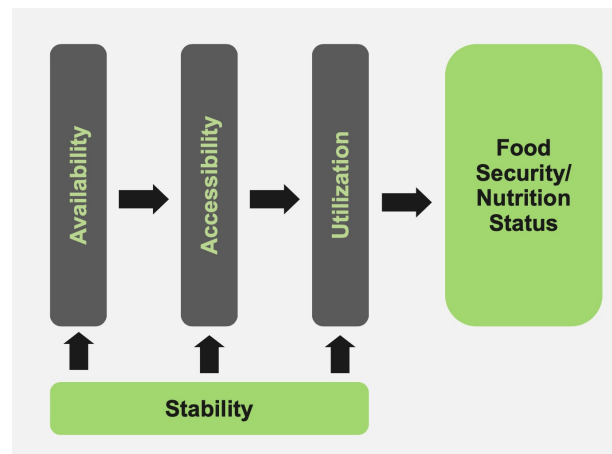 Availability
Accessibility
Utilization
Food
Security/
Nutrition
Status
Stability